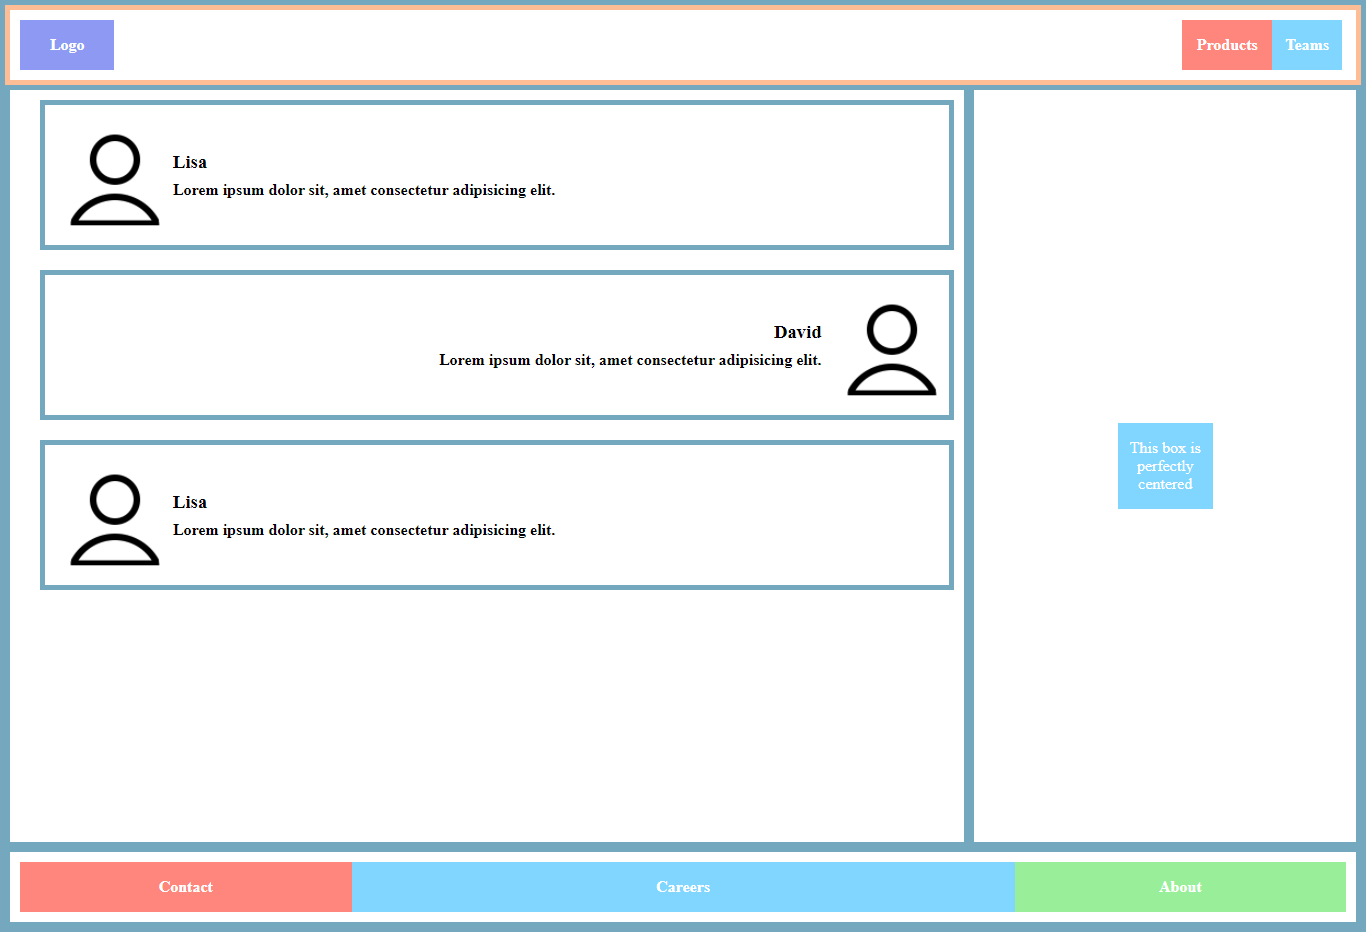 Logo
Products
Teams
Lisa
Lorem ipsum dolor sit, amet consectetur adipisicing elit.
David
Lorem ipsum dolor sit, amet consectetur adipisicing elit.
Lisa
Lorem ipsum dolor sit, amet consectetur adipisicing elit.
This box is
perfectly
centered
Contact
Careers
About